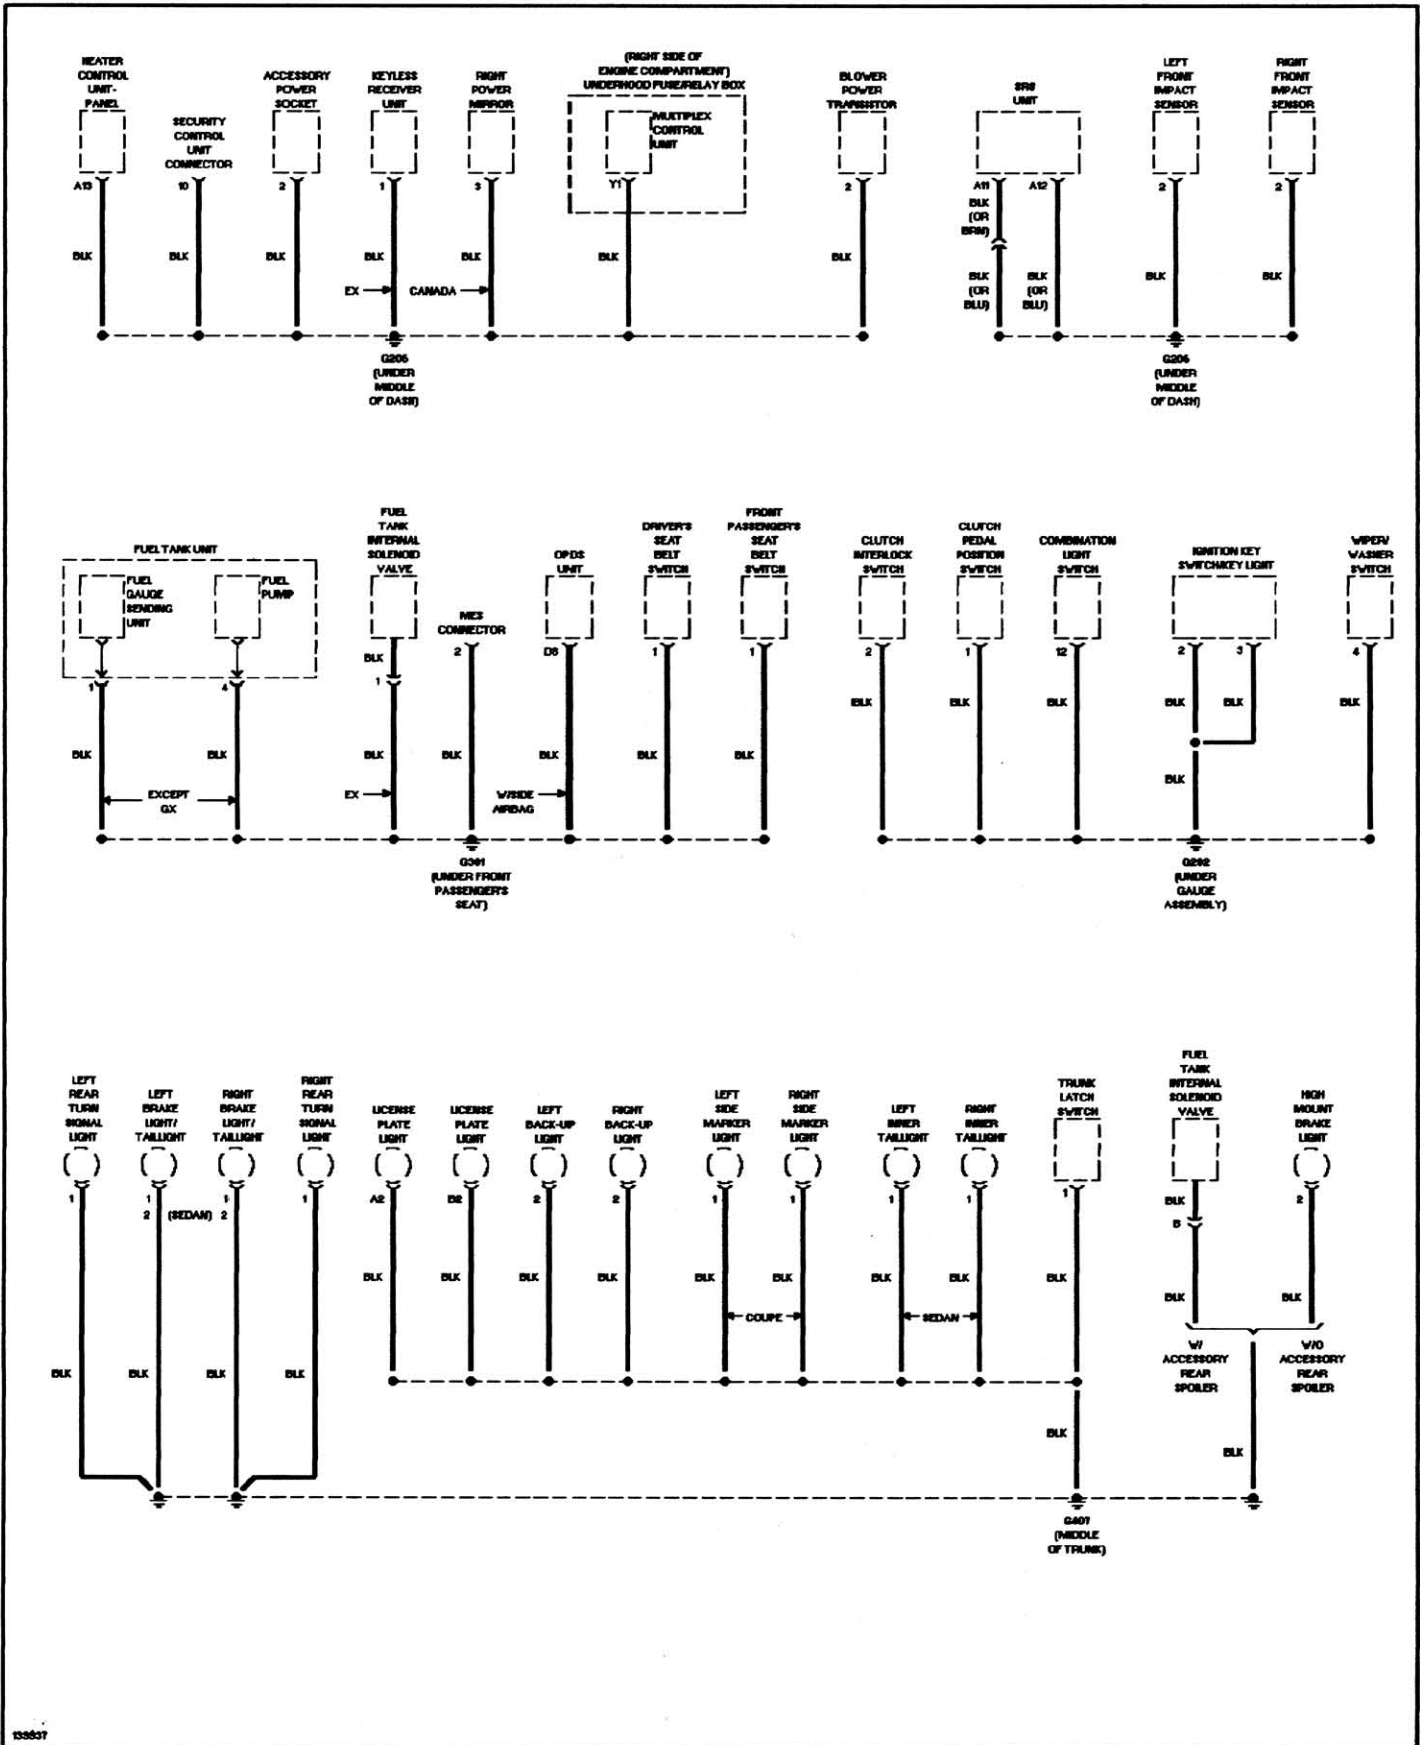 HEATER
CONTROL
UNIT-
PANEL
A13
BLK
SECURITY
CONTROL
UNIT
CONNECTOR
10
BLK
ACCESSORY
POWER
SOCKET
2
BLK
KEYLESS
RECEIVER
UNIT
1
BLK
EX
RIGHT
POWER
MIRROR
3
BLK
CANADA
(RIGHT SIDE OF
ENGINE COMPARTMENT)
UNDERHOOD FUSE/RELAY BOX
MULTIPLEX
CONTROL
UNIT
Y1
BLK
BLOWER
POWER
TRANSISTOR
2
BLK
G205
(UNDER
MIDDLE
OF DASH)
SRS
UNIT
A11
BLK
(OR
BRN)
BLK
(OR
BLU)
A12
BLK
(OR
BLU)
LEFT
FRONT
IMPACT
SENSOR
2
BLK
RIGHT
FRONT
IMPACT
SENSOR
2
BLK
G206
(UNDER
MIDDLE
OF DASH)
FUEL TANK UNIT
FUEL
GAUGE
SENDING
UNIT
1
BLK
FUEL
PUMP
4
BLK
EXCEPT
GX
FUEL
TANK
INTERNAL
SOLENOID
VALVE
BLK
1
BLK
EX
MES
CONNECTOR
2
BLK
OPDS
UNIT
D6
BLK
W/SIDE
AIRBAG
DRIVER'S
SEAT
BELT
SWITCH
1
BLK
FRONT
PASSENGER'S
SEAT
BELT
SWITCH
1
BLK
G301
(UNDER FRONT
PASSENGER'S
SEAT)
CLUTCH
INTERLOCK
SWITCH
2
BLK
CLUTCH
PEDAL
POSITION
SWITCH
1
BLK
COMBINATION
LIGHT
SWITCH
12
BLK
IGNITION KEY
SWITCH/KEY LIGHT
2
3
BLK
BLK
BLK
WIPER/
WASHER
SWITCH
4
BLK
G202
(UNDER
GAUGE
ASSEMBLY)
LEFT
REAR
TURN
SIGNAL
LIGHT
1
BLK
LEFT
BRAKE
LIGHT/
TAILLIGHT
1
2
(SEDAN)
BLK
RIGHT
BRAKE
LIGHT/
TAILLIGHT
1
2
BLK
RIGHT
REAR
TURN
SIGNAL
LIGHT
1
BLK
LICENSE
PLATE
LIGHT
A2
BLK
LICENSE
PLATE
LIGHT
B2
BLK
LEFT
BACK-UP
LIGHT
2
BLK
RIGHT
BACK-UP
LIGHT
2
BLK
LEFT
SIDE
MARKER
LIGHT
1
BLK
RIGHT
SIDE
MARKER
LIGHT
1
BLK
COUPE
LEFT
INNER
TAILLIGHT
1
BLK
RIGHT
INNER
TAILLIGHT
1
BLK
SEDAN
TRUNK
LATCH
SWITCH
1
BLK
BLK
G401
(MIDDLE
OF TRUNK)
FUEL
TANK
INTERNAL
SOLENOID
VALVE
BLK
BLK
W/
ACCESSORY
REAR
SPOILER
HIGH
MOUNT
BRAKE
LIGHT
2
BLK
W/O
ACCESSORY
REAR
SPOILER
BLK